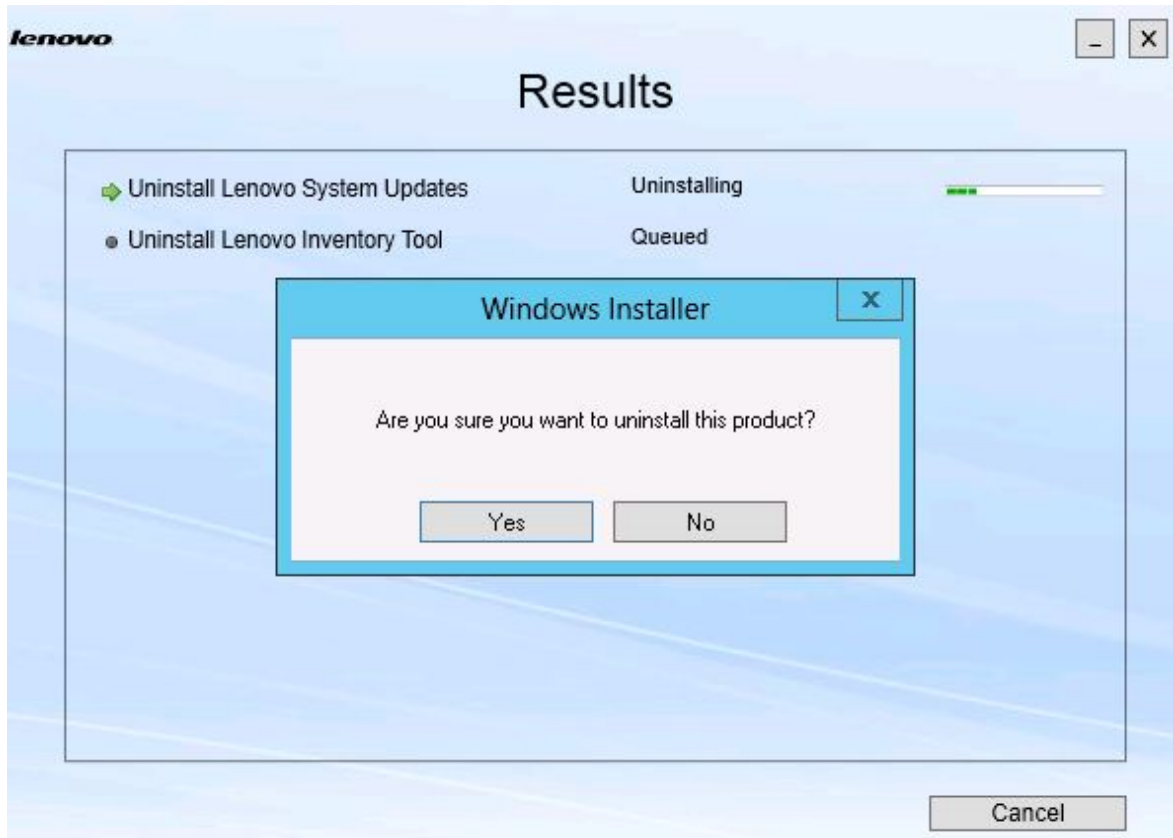 lenovo
_ X
Results
Uninstall Lenovo System Updates Uninstalling
Uninstall Lenovo Inventory Tool Queued
Windows Installer X
Are you sure you want to uninstall this product?
Yes No
Cancel